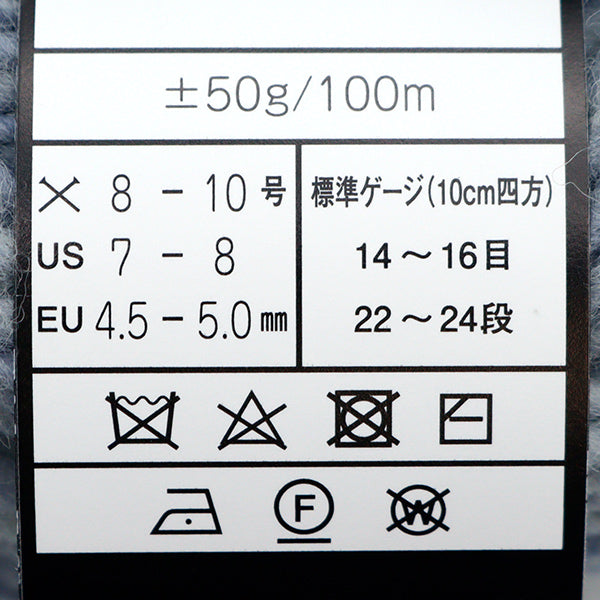 ±50g/100m
8 - 10 号
US 7 - 8
EU 4.5 - 5.0 mm
標準ゲージ(10cm四方)
14〜16目
22〜24段
F
W